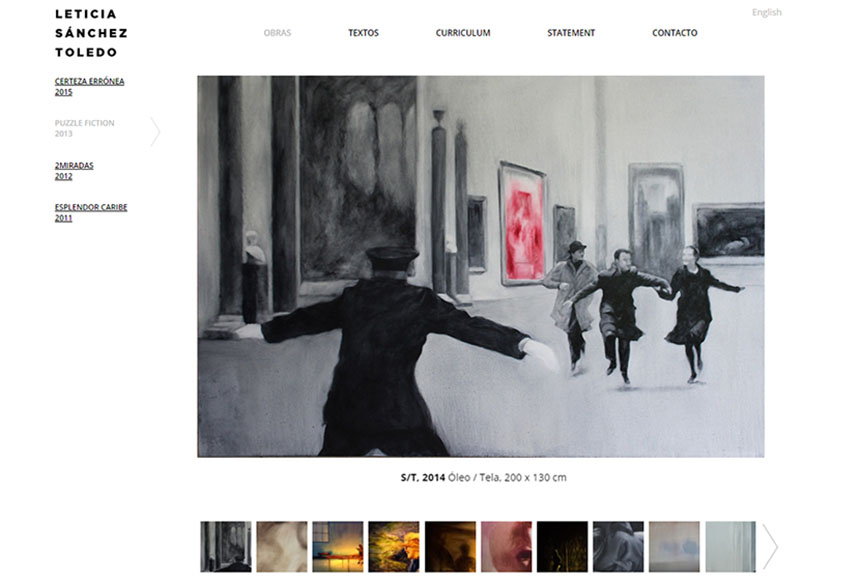 LETICIA
SÁNCHEZ
TOLEDO
English
OBRAS TEXTOS CURRICULUM STATEMENT CONTACTO
CERTEZA ERRÓNEA
2015
PUZZLE FICTION
2013
2MIRADAS
2012
ESPLENDOR CARIBE
2011
S/T, 2014 Óleo / Tela, 200 x 130 cm